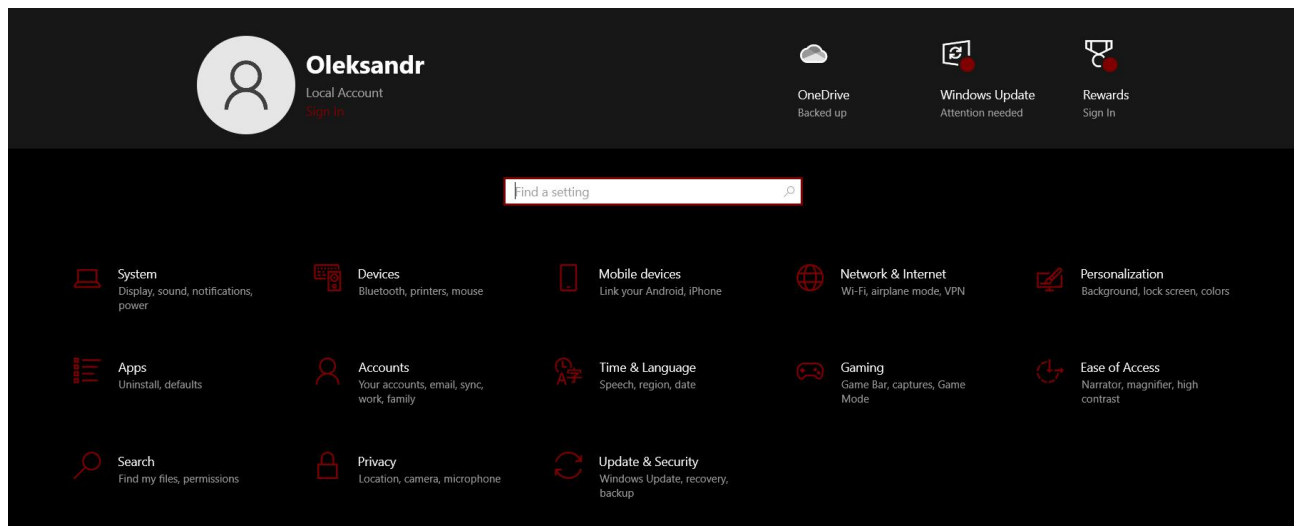 Oleksandr
Local Account
Sign In
OneDrive
Backed up
Windows Update
Attention needed
Rewards
Sign In
Find a setting
System
Display, sound, notifications,
power
Devices
Bluetooth, printers, mouse
Mobile devices
Link your Android, iPhone
Network & Internet
Wi-Fi, airplane mode, VPN
Personalization
Background, lock screen, colors
Apps
Uninstall, defaults
Accounts
Your accounts, email, sync,
work, family
Time & Language
Speech, region, date
Gaming
Game Bar, captures, Game
Mode
Ease of Access
Narrator, magnifier, high
contrast
Search
Find my files, permissions
Privacy
Location, camera, microphone
Update & Security
Windows Update, recovery,
backup